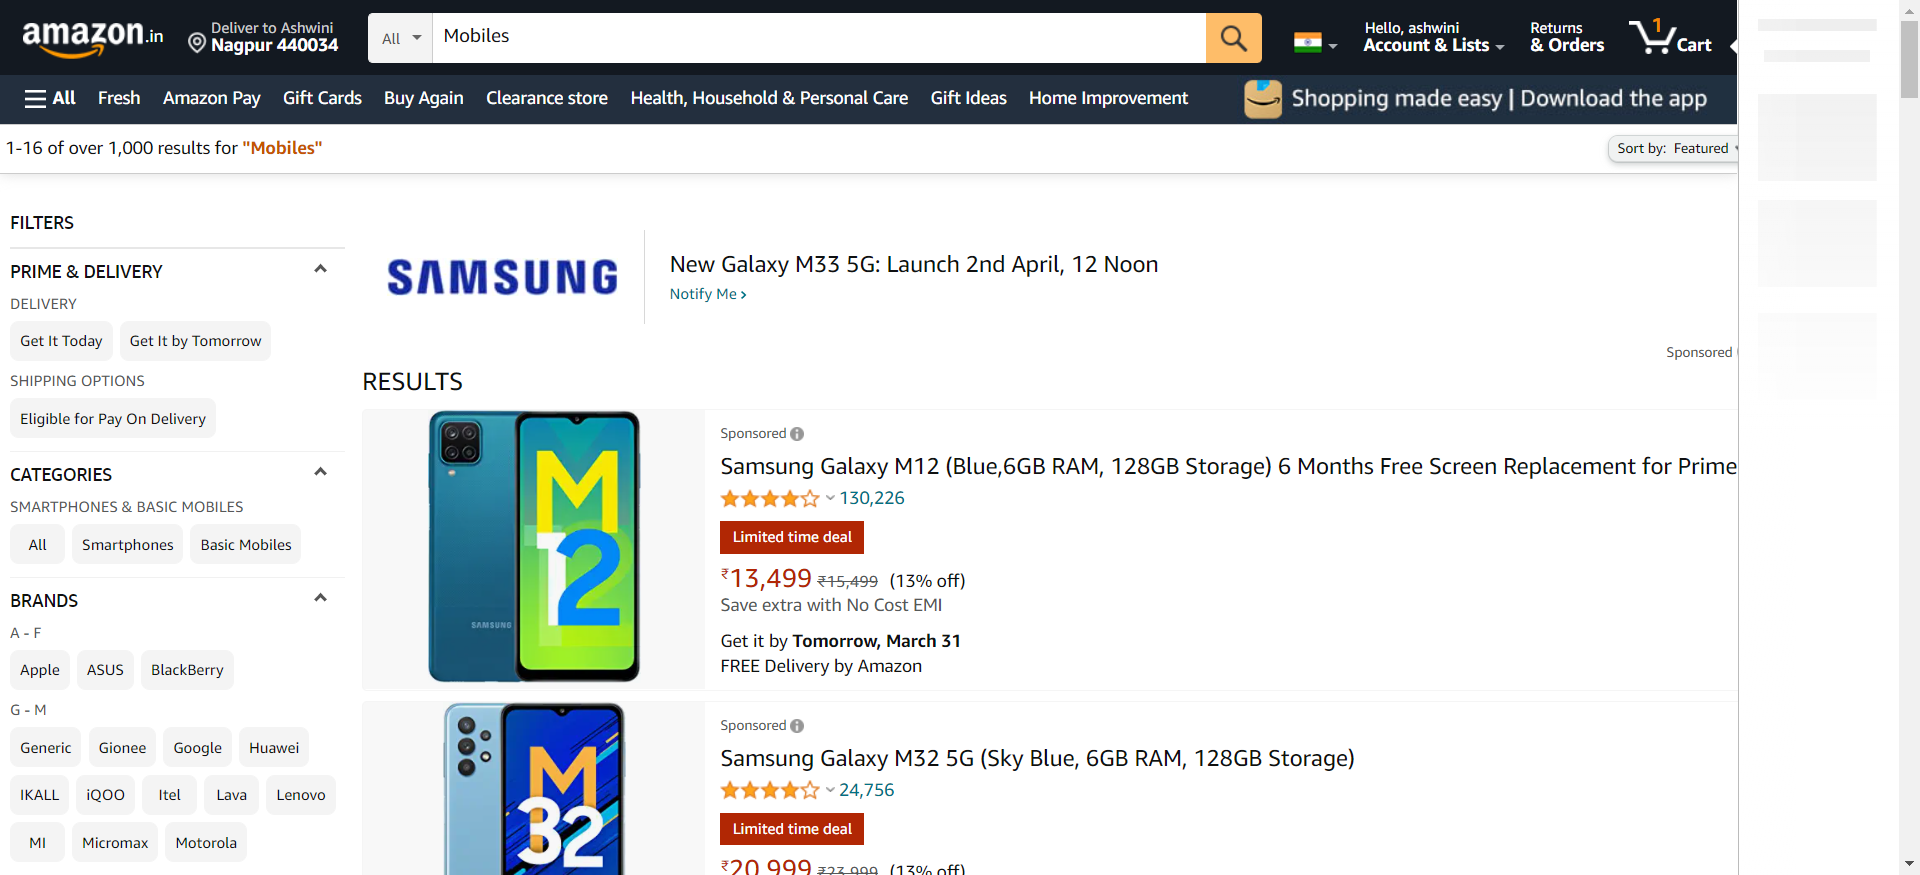 amazon.in
Deliver to Ashwini
Nagpur 440034
All
Mobiles
Hello, ashwini
Account & Lists
Returns
& Orders
1
Cart
All
Fresh
Amazon Pay
Gift Cards
Buy Again
Clearance store
Health, Household & Personal Care
Gift Ideas
Home Improvement
Shopping made easy | Download the app
1-16 of over 1,000 results for "Mobiles"
Sort by: Featured
FILTERS
PRIME & DELIVERY
DELIVERY
Get It Today
Get It by Tomorrow
SHIPPING OPTIONS
Eligible for Pay On Delivery
CATEGORIES
SMARTPHONES & BASIC MOBILES
All
Smartphones
Basic Mobiles
BRANDS
A - F
Apple
ASUS
BlackBerry
G - M
Generic
Gionee
Google
Huawei
IKALL
iQOO
Itel
Lava
Lenovo
MI
Micromax
Motorola
SAMSUNG
New Galaxy M33 5G: Launch 2nd April, 12 Noon
Notify Me ›
Sponsored
RESULTS
M
12
SAMSUNG
Sponsored
Samsung Galaxy M12 (Blue,6GB RAM, 128GB Storage) 6 Months Free Screen Replacement for Prime
130,226
Limited time deal
₹13,499 ₹15,499 (13% off)
Save extra with No Cost EMI
Get it by Tomorrow, March 31
FREE Delivery by Amazon
M
32
Sponsored
Samsung Galaxy M32 5G (Sky Blue, 6GB RAM, 128GB Storage)
24,756
Limited time deal
₹20,999 ₹23,999 (13% off)